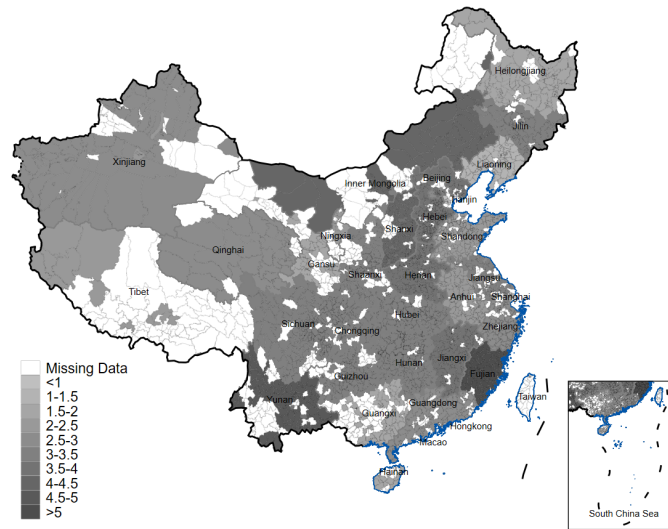 Heilongjiang
Jilin
Liaoning
Xinjiang
Inner Mongolia
Beijing
Tianjin
Hebei
Ningxia
Shanxi
Shandong
Qinghai
Gansu
Shaanxi
Henan
Jiangsu
Tibet
Anhui
Shanghai
Hubei
Sichuan
Chongqing
Zhejiang
Hunan
Jiangxi
Guizhou
Fujian
Yunan
Guangdong
Taiwan
Guangxi
Hongkong
Macao
Hainan
Missing Data
<1
1-1.5
1.5-2
2-2.5
2.5-3
3-3.5
3.5-4
4-4.5
4.5-5
>5
South China Sea